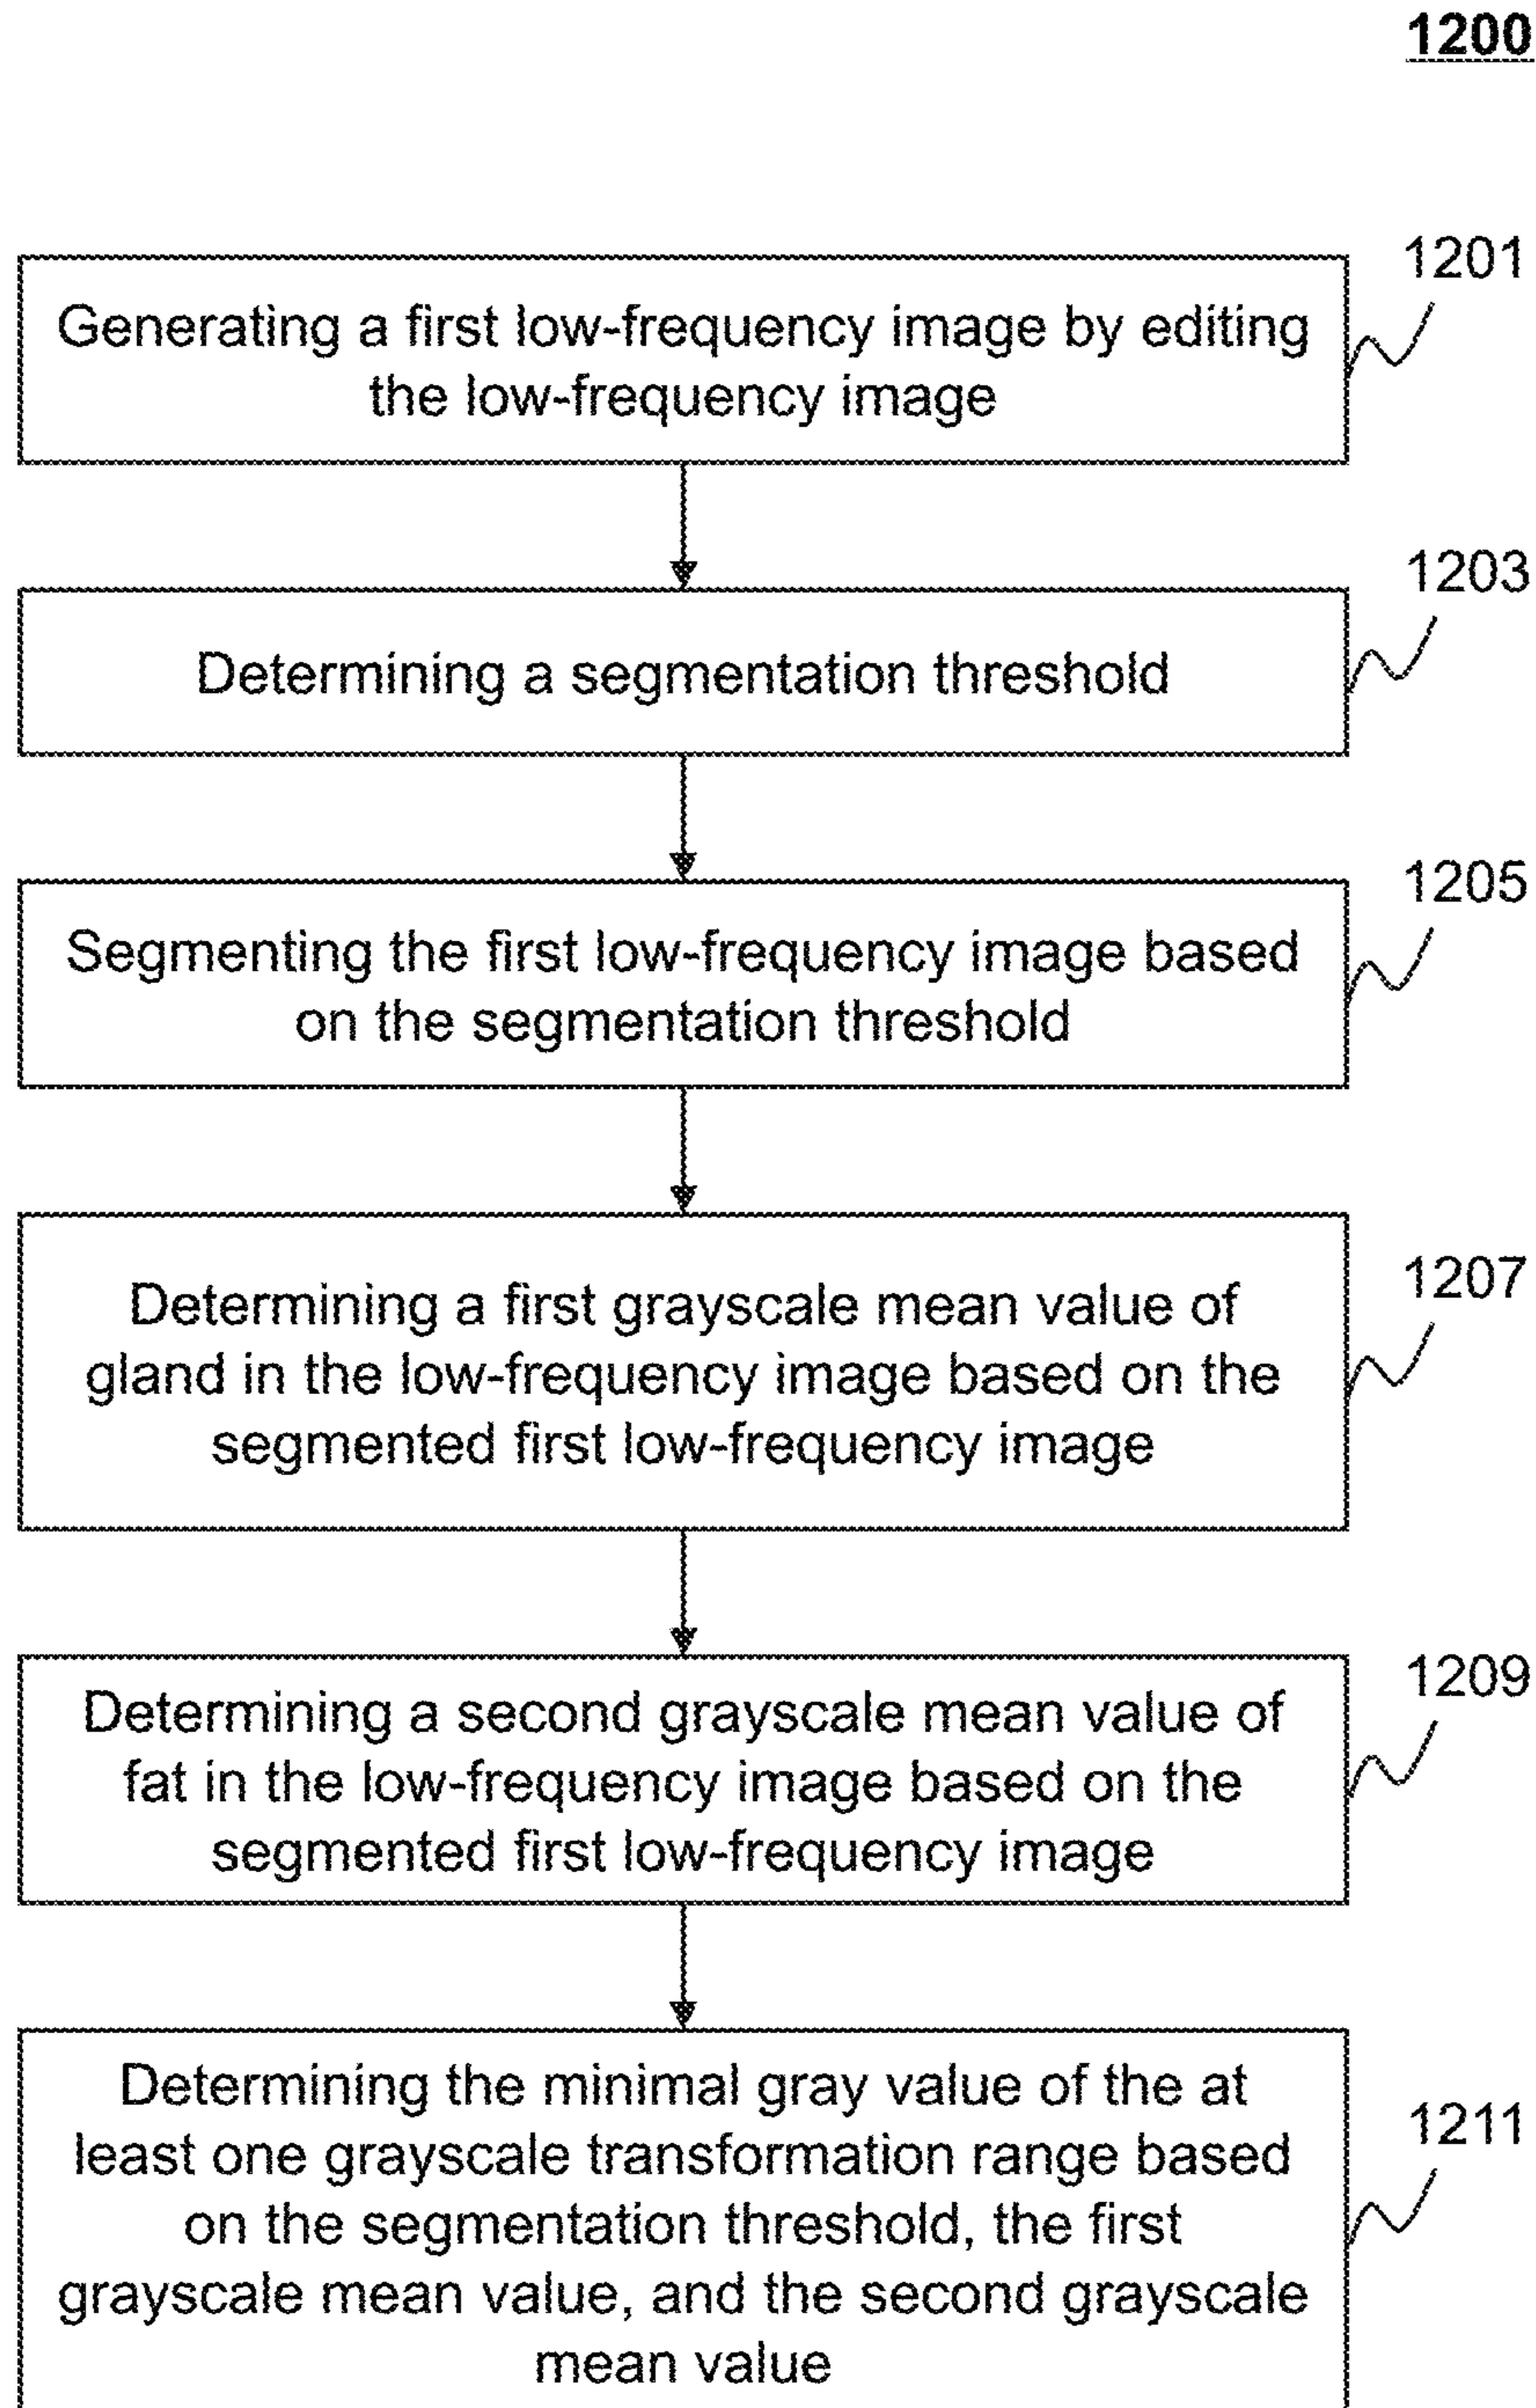 1200
1201
Generating a first low-frequency image by editing
the low-frequency image
1203
Determining a segmentation threshold
1205
Segmenting the first low-frequency image based
on the segmentation threshold
1207
Determining a first grayscale mean value of
gland in the low-frequency image based on the
segmented first low-frequency image
1209
Determining a second grayscale mean value of
fat in the low-frequency image based on the
segmented first low-frequency image
1211
Determining the minimal gray value of the at
least one grayscale transformation range based
on the segmentation threshold, the first
grayscale mean value, and the second grayscale
mean value